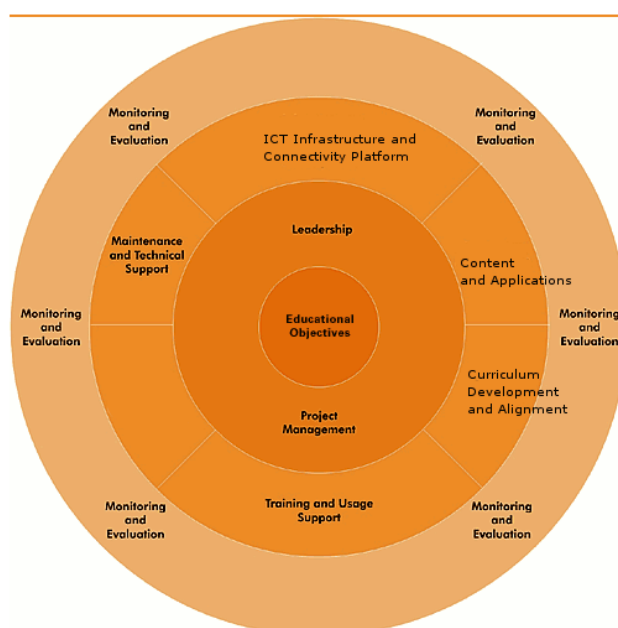 Monitoring
and
Evaluation
Monitoring
and
Evaluation
ICT Infrastructure and
Connectivity Platform
Leadership
Maintenance
and Technical
Support
Content
and Applications
Educational
Objectives
Monitoring
and
Evaluation
Monitoring
and
Evaluation
Curriculum
Development
and Alignment
Project
Management
Training and Usage
Support
Monitoring
and
Evaluation
Monitoring
and
Evaluation